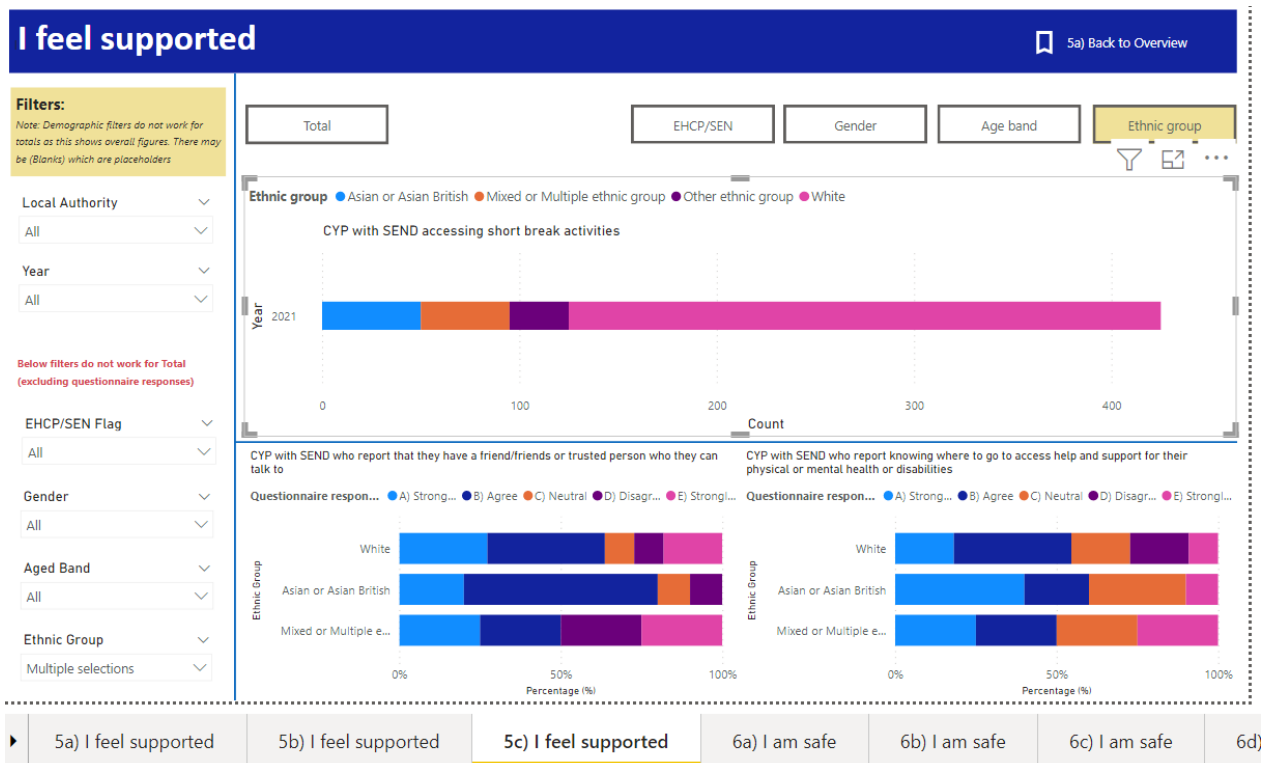 I feel supported
5a) Back to Overview
Filters:
Note: Demographic filters do not work for
totals as this shows overall figures. There may
be (Blanks) which are placeholders
Total
EHCP/SEN
Gender
Age band
Ethnic group
Local Authority
All
Year
All
Below filters do not work for Total
(excluding questionnaire responses)
EHCP/SEN Flag
All
Gender
All
Aged Band
All
Ethnic Group
Multiple selections
Ethnic group Asian or Asian British Mixed or Multiple ethnic group Other ethnic group White
CYP with SEND accessing short break activities
Year
2021
0 100 200 300 400
Count
CYP with SEND who report that they have a friend/friends or trusted person who they can
talk to
Questionnaire respon... A) Strong... B) Agree C) Neutral D) Disagr... E) Strongl...
Ethnic Group
White
Asian or Asian British
Mixed or Multiple e...
0% 50% 100%
Percentage (%)
CYP with SEND who report knowing where to go to access help and support for their
physical or mental health or disabilities
Questionnaire respon... A) Strong... B) Agree C) Neutral D) Disagr... E) Strongl...
Ethnic Group
White
Asian or Asian British
Mixed or Multiple e...
0% 50% 100%
Percentage (%)
5a) I feel supported
5b) I feel supported
5c) I feel supported
6a) I am safe
6b) I am safe
6c) I am safe
6d)